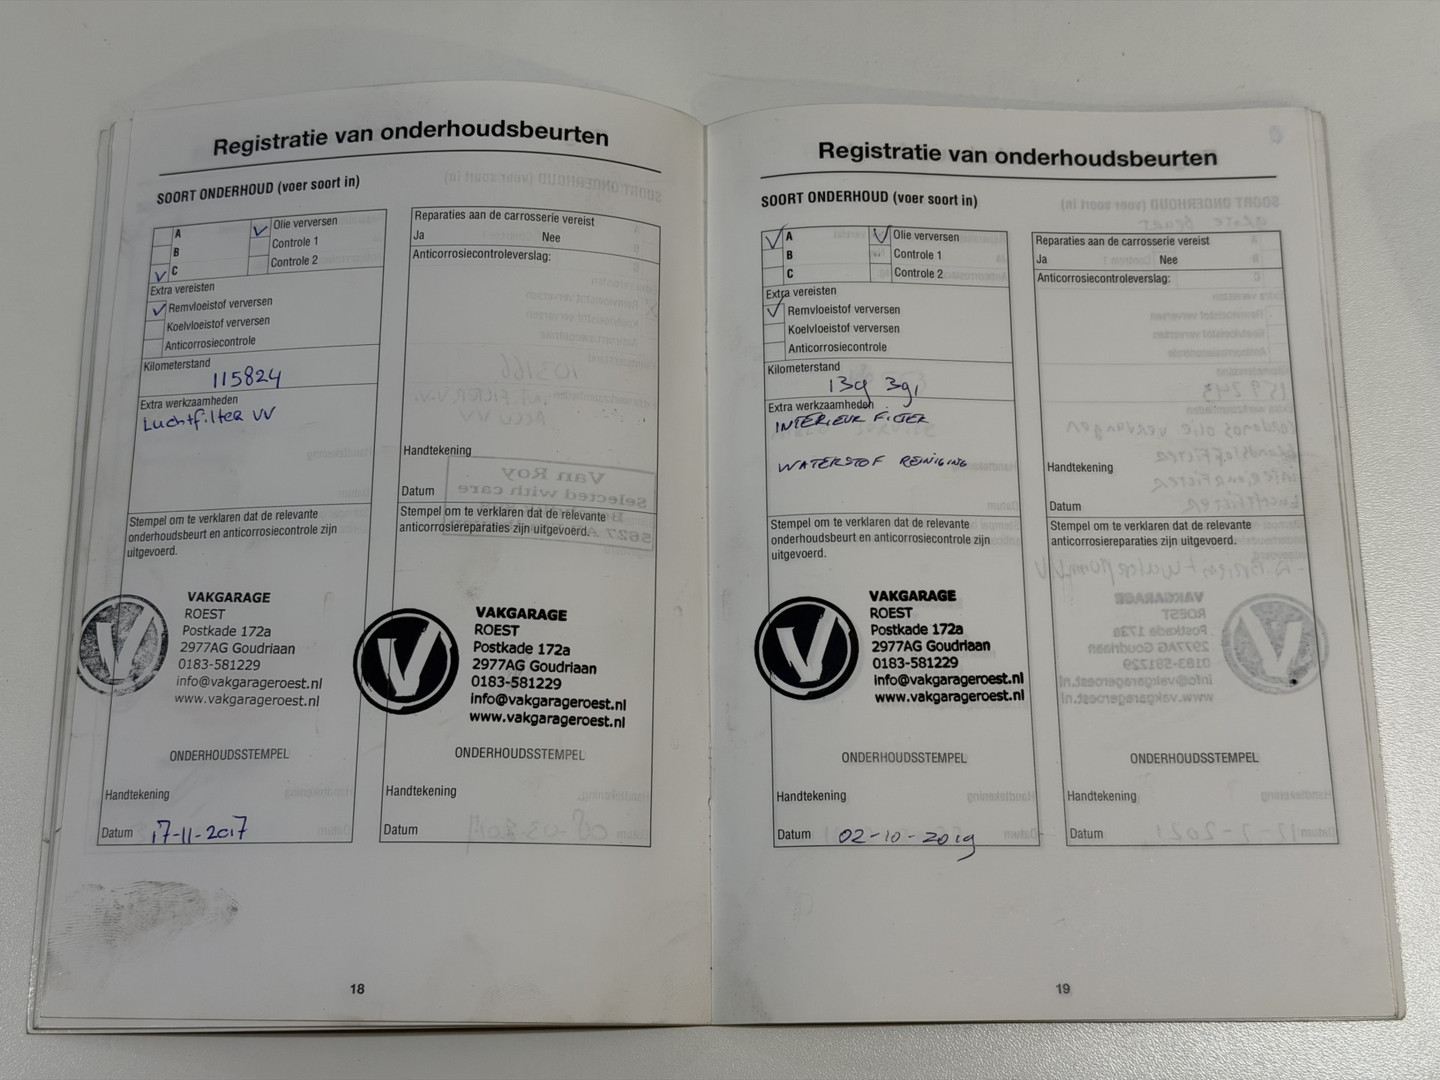 Registratie van onderhoudsbeurten
SOORT ONDERHOUD (voer soort in)
A
B
C
Olie verversen
Controle 1
Controle 2
Extra vereisten
Remvloeistof verversen
Koelvloeistof verversen
Anticorrosiecontrole
Kilometerstand
115824
Extra werkzaamheden
Luchtfilter VV
Stempel om te verklaren dat de relevante
onderhoudsbeurt en anticorrosiecontrole zijn
uitgevoerd.
VAKGARAGE
ROEST
Postkade 172a
2977AG Goudriaan
0183-581229
info@vakgarageroest.nl
www.vakgarageroest.nl
ONDERHOUDSSTEMPEL
Handtekening
Datum 17-11-2017
Reparaties aan de carrosserie vereist
Ja Nee
Anticorrosiecontroleverslag:
Handtekening
Datum
Stempel om te verklaren dat de relevante
anticorrosiereparaties zijn uitgevoerd.
VAKGARAGE
ROEST
Postkade 172a
2977AG Goudriaan
0183-581229
info@vakgarageroest.nl
www.vakgarageroest.nl
ONDERHOUDSSTEMPEL
Handtekening
Datum
18
Registratie van onderhoudsbeurten
SOORT ONDERHOUD (voer soort in)
A
B
C
Olie verversen
Controle 1
Controle 2
Extra vereisten
Remvloeistof verversen
Koelvloeistof verversen
Anticorrosiecontrole
Kilometerstand
139 391
Extra werkzaamheden
INTERIEUR FILTER
WATERSTOF REINIGING
Stempel om te verklaren dat de relevante
onderhoudsbeurt en anticorrosiecontrole zijn
uitgevoerd.
VAKGARAGE
ROEST
Postkade 172a
2977AG Goudriaan
0183-581229
info@vakgarageroest.nl
www.vakgarageroest.nl
ONDERHOUDSSTEMPEL
Handtekening
Datum 02-10-2019
Reparaties aan de carrosserie vereist
Ja Nee
Anticorrosiecontroleverslag:
Handtekening
Datum
Stempel om te verklaren dat de relevante
anticorrosiereparaties zijn uitgevoerd.
ONDERHOUDSSTEMPEL
Handtekening
Datum
19